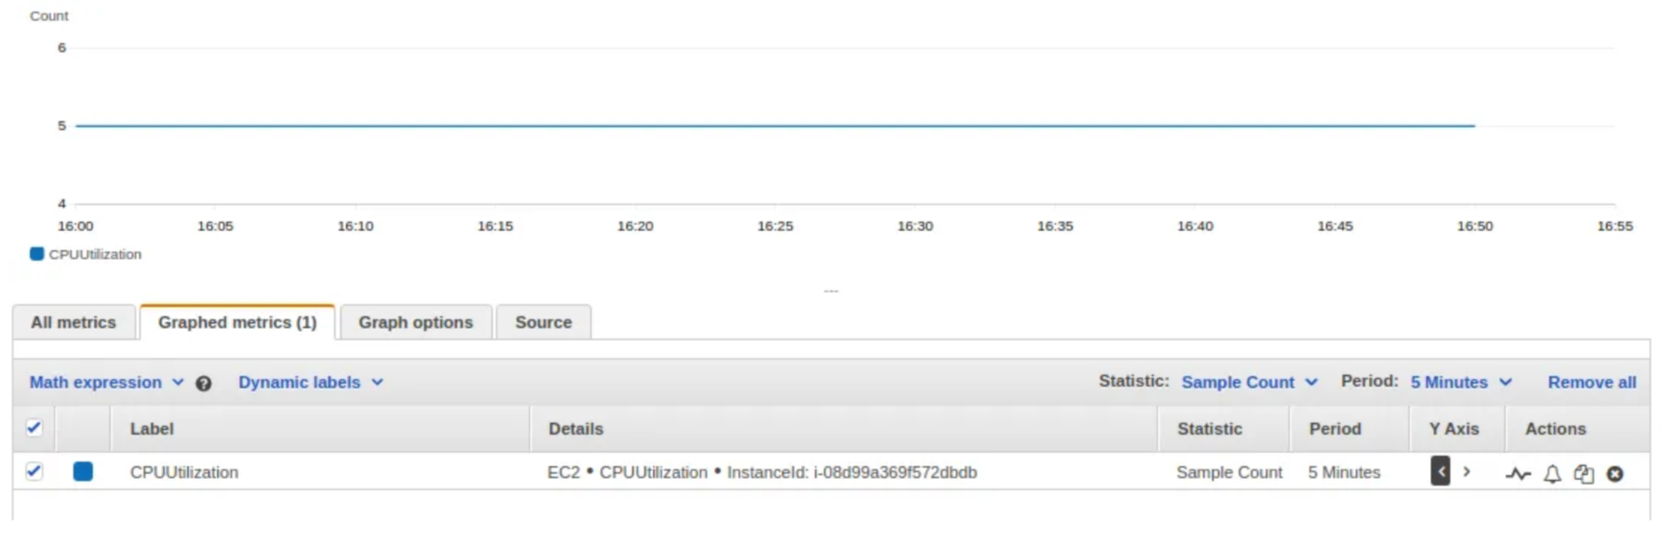 Count
6
5
4
16:00 16:05 16:10 16:15 16:20 16:25 16:30 16:35 16:40 16:45 16:50 16:55
CPUUtilization
All metrics Graphed metrics (1) Graph options Source
Math expression ? Dynamic labels Statistic: Sample Count Period: 5 Minutes Remove all
Label Details Statistic Period Y Axis Actions
CPUUtilization EC2 • CPUUtilization • InstanceId: i-08d99a369f572dbdb Sample Count 5 Minutes < >